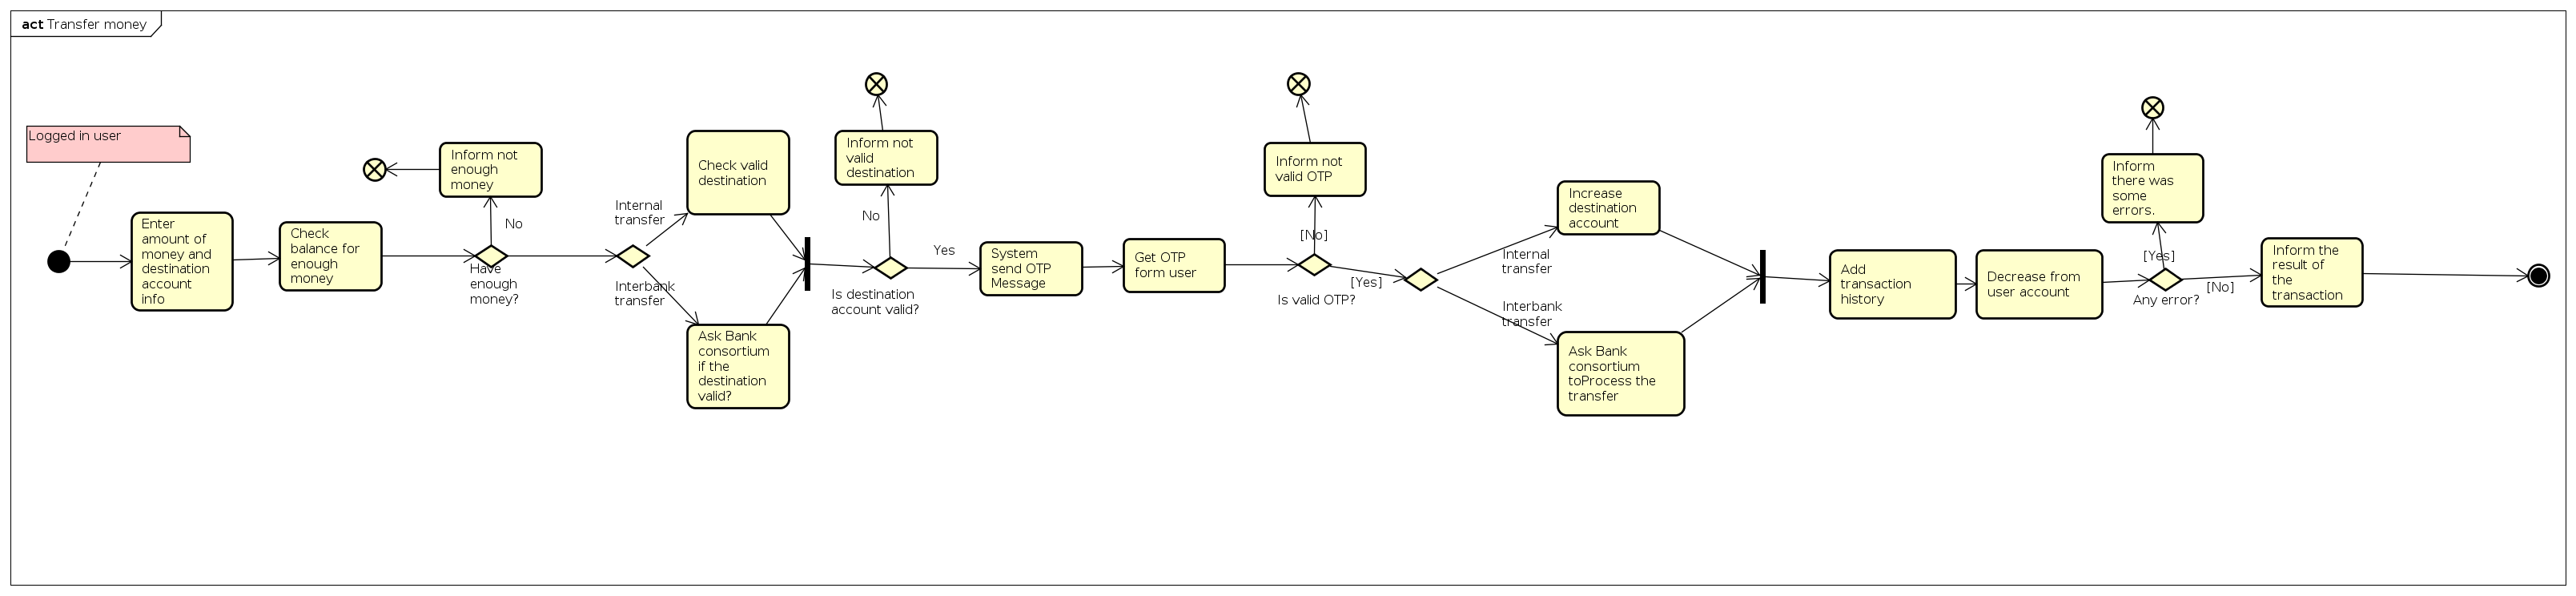 act Transfer money
Logged in user
Enter
amount of
money and
destination
account
info
Check
balance for
enough
money
Inform not
enough
money
No
Have
enough
money?
Internal
transfer
Interbank
transfer
Check valid
destination
Ask Bank
consortium
if the
destination
valid?
Inform not
valid
destination
No
Yes
Is destination
account valid?
System
send OTP
Message
Get OTP
form user
Inform not
valid OTP
[No]
[Yes]
Is valid OTP?
Internal
transfer
Interbank
transfer
Increase
destination
account
Ask Bank
consortium
toProcess the
transfer
Add
transaction
history
Decrease from
user account
Inform
there was
some
errors.
[Yes]
[No]
Any error?
Inform the
result of
the
transaction